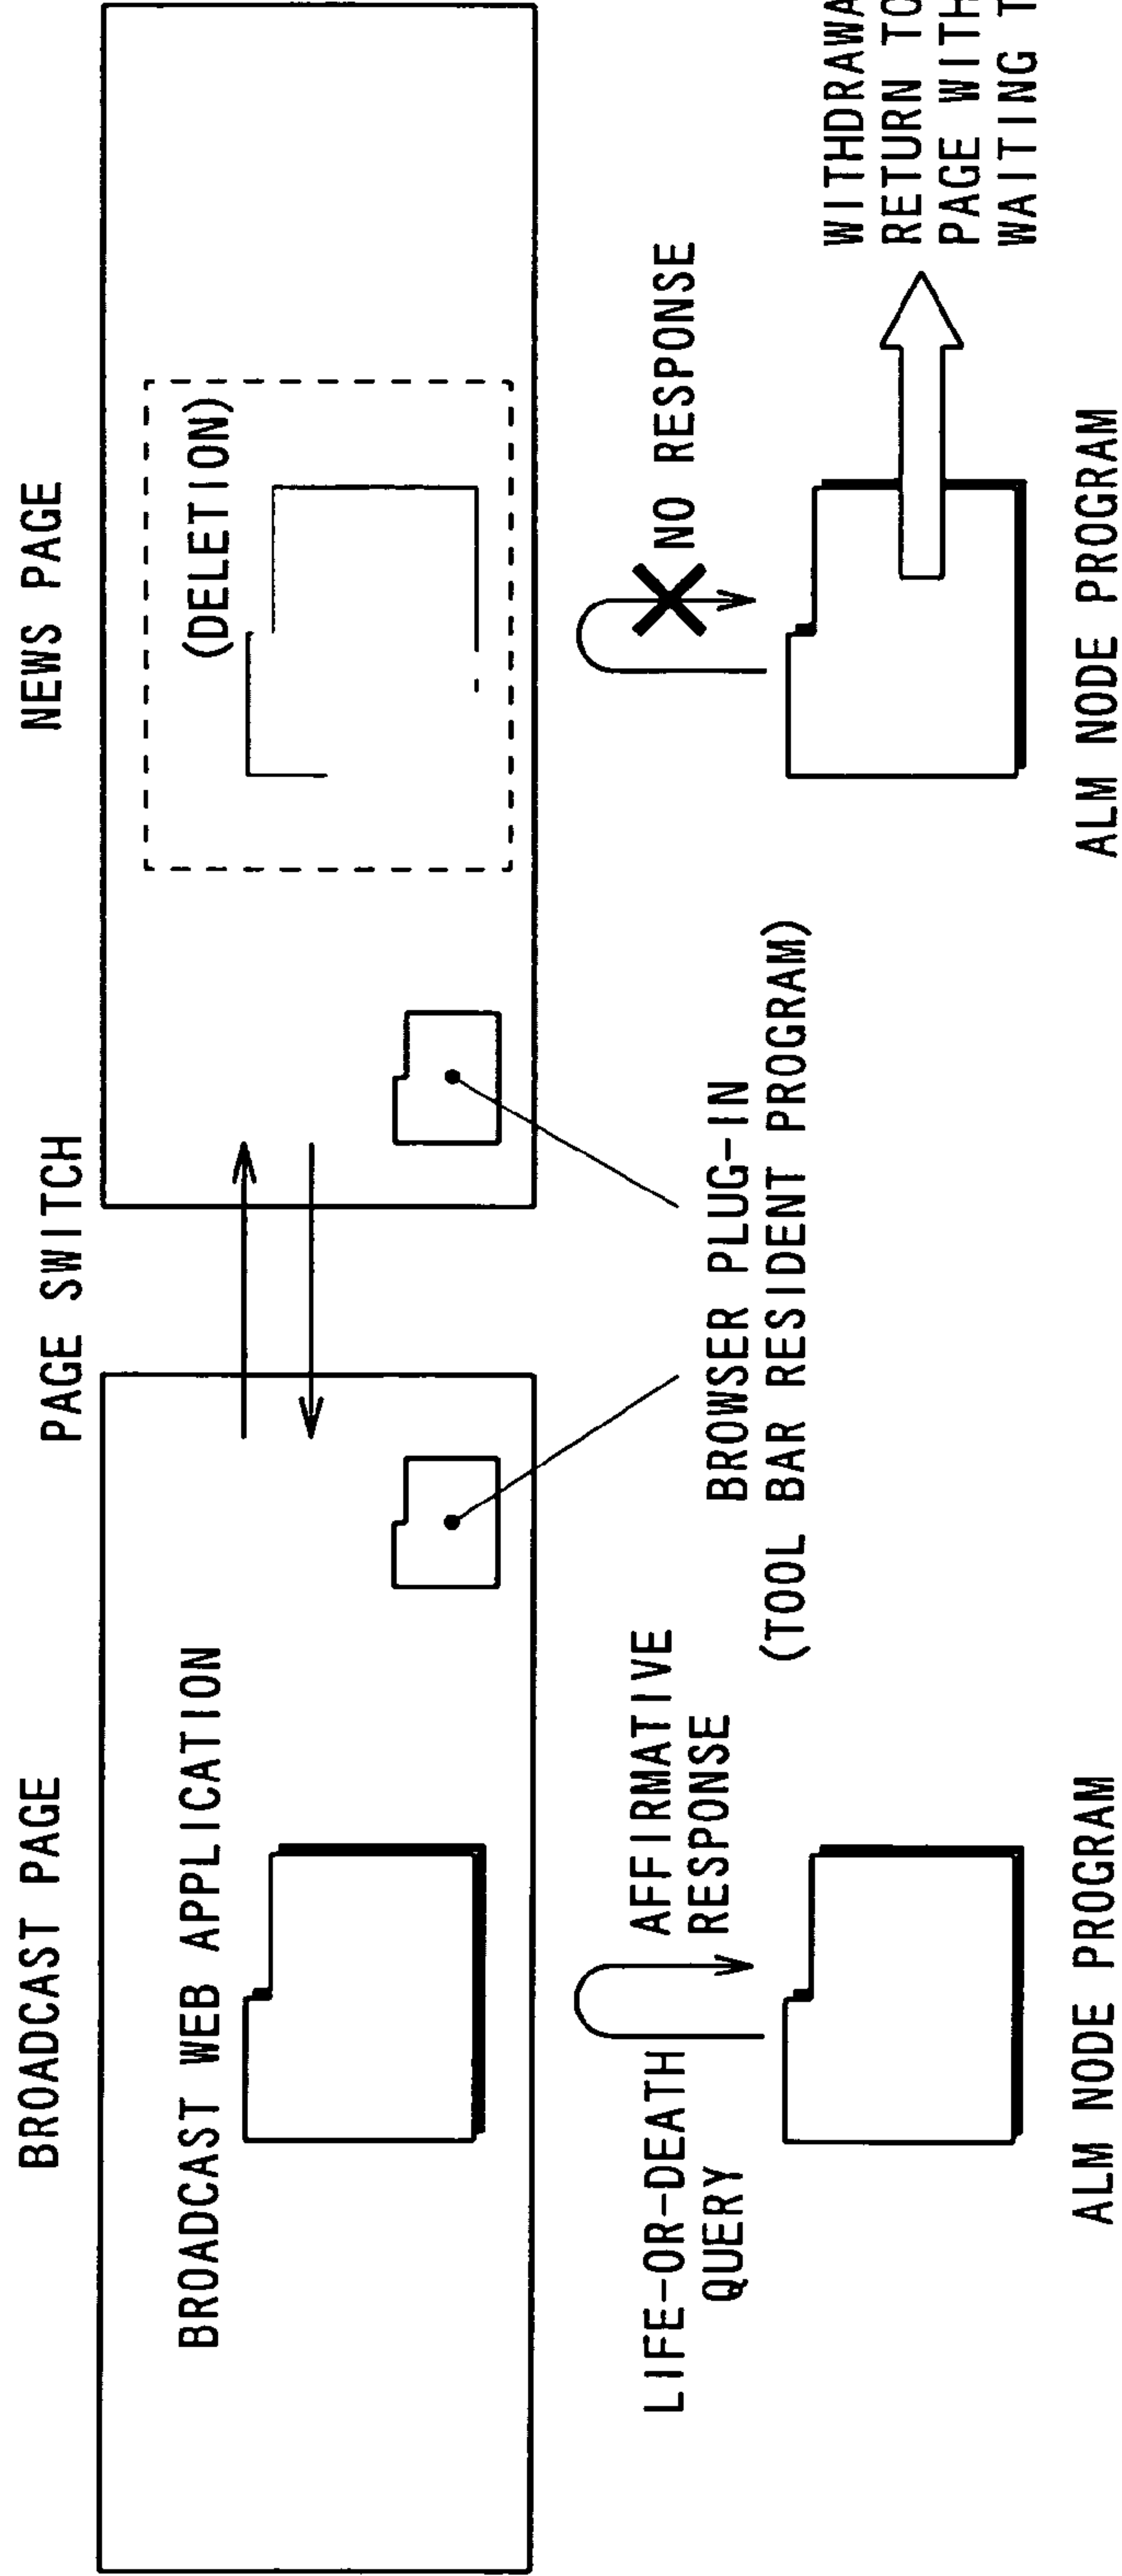 BROADCAST PAGE
PAGE SWITCH
NEWS PAGE
BROADCAST WEB APPLICATION
(DELETION)
LIFE-OR-DEATH
QUERY
AFFIRMATIVE
RESPONSE
BROWSER PLUG-IN
(TOOL BAR RESIDENT PROGRAM)
NO RESPONSE
RETURN TO
PAGE WITH
WAITING
ALM NODE PROGRAM
ALM NODE PROGRAM